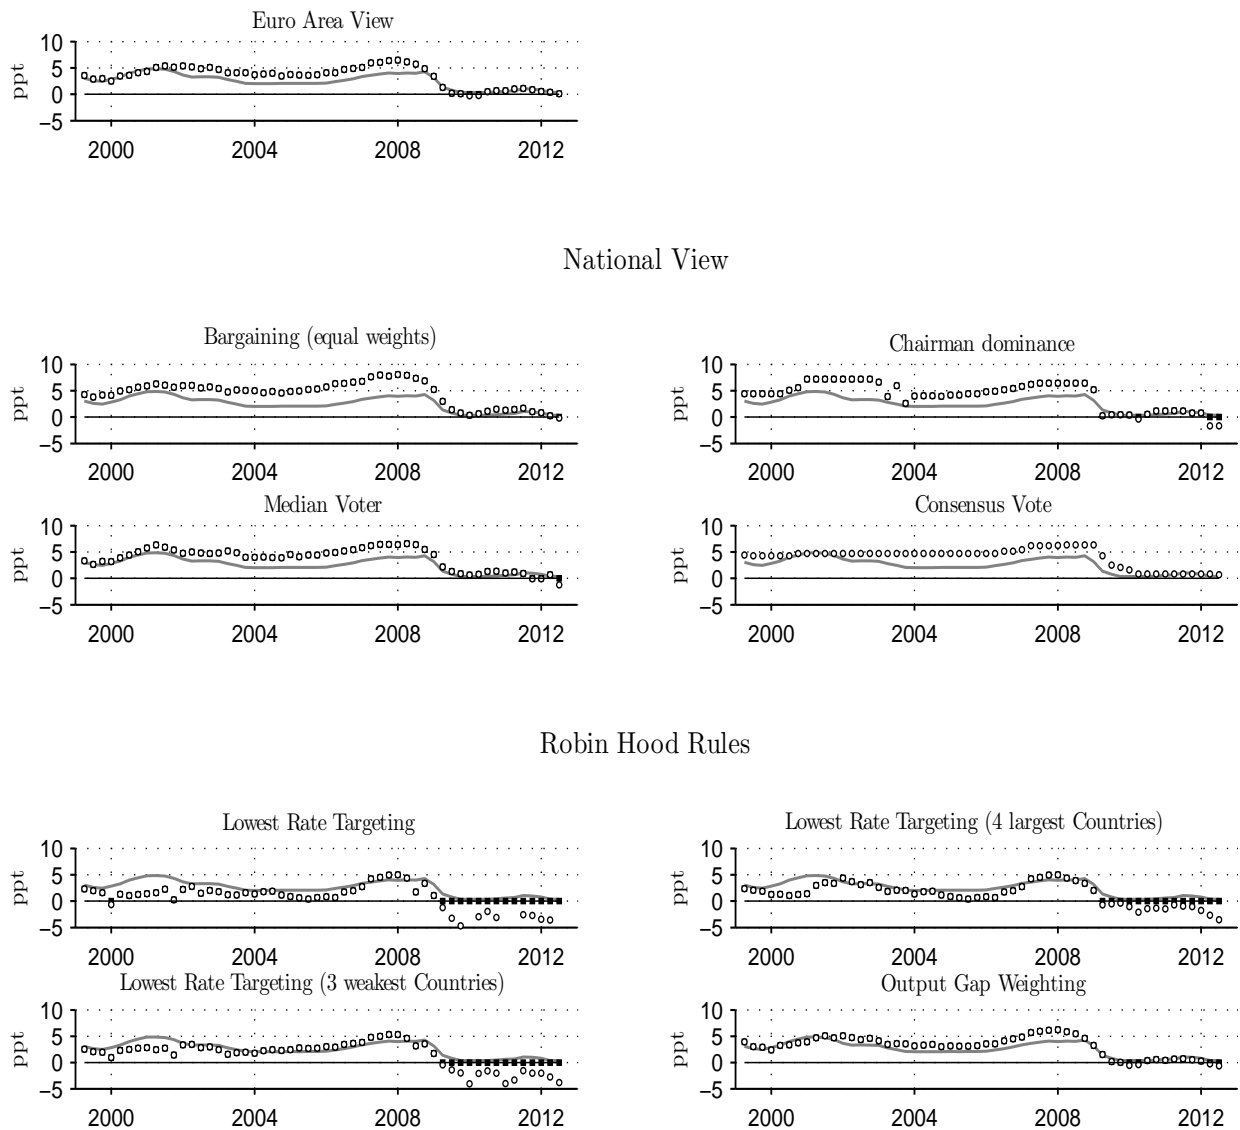 Euro Area View
10
5
0
−5
ppt
2000 2004 2008 2012
National View
Bargaining (equal weights)
10
5
0
−5
ppt
2000 2004 2008 2012
Chairman dominance
10
5
0
−5
ppt
2000 2004 2008 2012
Median Voter
10
5
0
−5
ppt
2000 2004 2008 2012
Consensus Vote
10
5
0
−5
ppt
2000 2004 2008 2012
Robin Hood Rules
Lowest Rate Targeting
10
5
0
−5
ppt
2000 2004 2008 2012
Lowest Rate Targeting (4 largest Countries)
10
5
0
−5
ppt
2000 2004 2008 2012
Lowest Rate Targeting (3 weakest Countries)
10
5
0
−5
ppt
2000 2004 2008 2012
Output Gap Weighting
10
5
0
−5
ppt
2000 2004 2008 2012